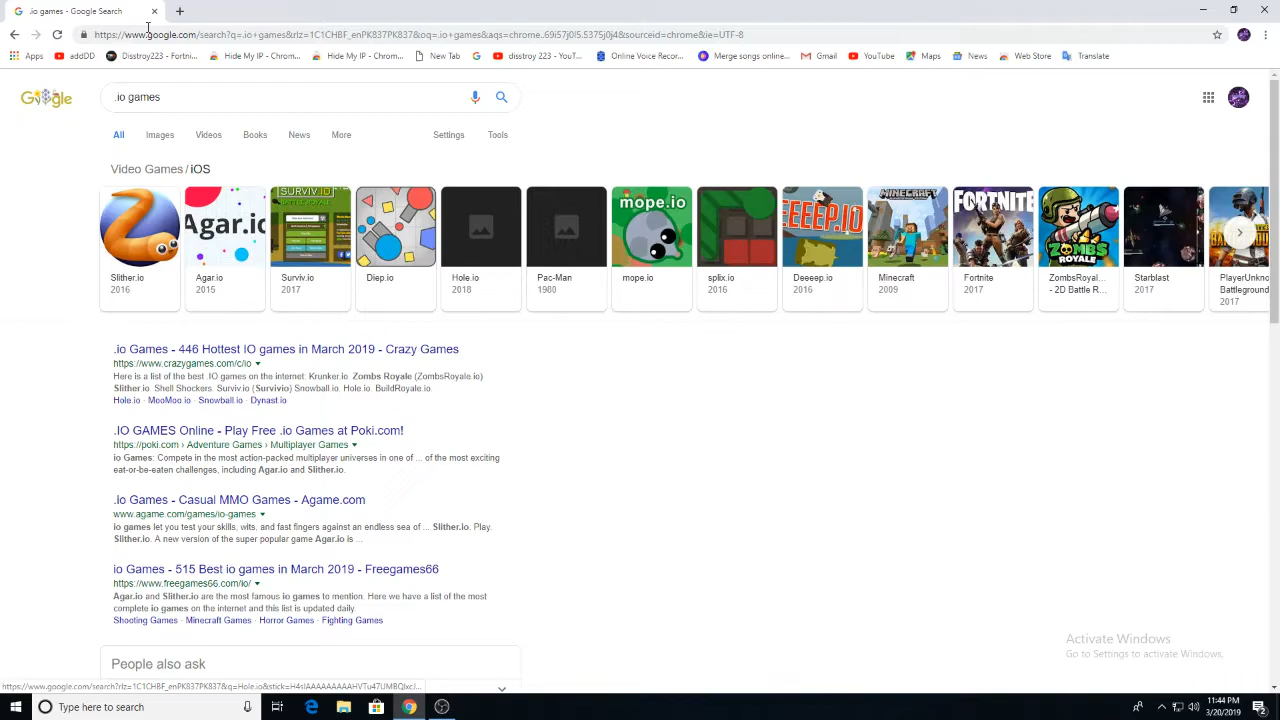 .io games - Google Search
https://www.google.com/search?q=.io+games&rlz=1C1CHBF_enPK837PK837&oq=.io+games&aqs=chrome..69i57j0l5.5375j0j4&sourceid=chrome&ie=UTF-8
Apps addDD Disstroy223 - Fortni... Hide My IP - Chrom... Hide My IP - Chrom... New Tab disstroy 223 - YouT... Online Voice Recor... Merge songs online... Gmail YouTube Maps News Web Store Translate
Google .io games
All Images Videos Books News More Settings Tools
Video Games / iOS
Agar.io
SURVIV.IO
BATTLE ROYALE
mope.io
EEEEP.IO
MINECRAFT
FORTNITE
ZOMBS
ROYALE
Slither.io Agar.io Surviv.io Diep.io Hole.io Pac-Man mope.io splix.io Deeeep.io Minecraft Fortnite ZombsRoyal... Starblast PlayerUnkno
2016 2015 2017 2018 1980 2016 2016 2009 2017 - 2D Battle R... 2017 Battleground
2017
.io Games - 446 Hottest IO games in March 2019 - Crazy Games
https://www.crazygames.com/c/io
Here is a list of the best .IO games on the internet: Krunker.io. Zombs Royale (ZombsRoyale.io)
Slither.io. Shell Shockers. Surviv.io (Survivio) Snowball.io. Hole.io. BuildRoyale.io.
Hole.io · MooMoo.io · Snowball.io · Dynast.io
.IO GAMES Online - Play Free .io Games at Poki.com!
https://poki.com › Adventure Games › Multiplayer Games
io Games: Compete in the most action-packed multiplayer universes in one of ... of the most exciting
eat-or-be-eaten challenges, including Agar.io and Slither.io.
.io Games - Casual MMO Games - Agame.com
www.agame.com/games/io-games
io games let you test your skills, wits, and fast fingers against an endless sea of ... Slither.io. Play.
Slither.io. A new version of the super popular game Agar.io is ...
io Games - 515 Best io games in March 2019 - Freegames66
https://www.freegames66.com/io/
Agar.io and Slither.io are the most famous io games to mention. Here we have a list of the most
complete io games on the internet and this list is updated daily.
Shooting Games · Minecraft Games · Horror Games · Fighting Games
Activate Windows
Go to Settings to activate Windows.
People also ask
Type here to search
11:44 PM
3/20/2019
2